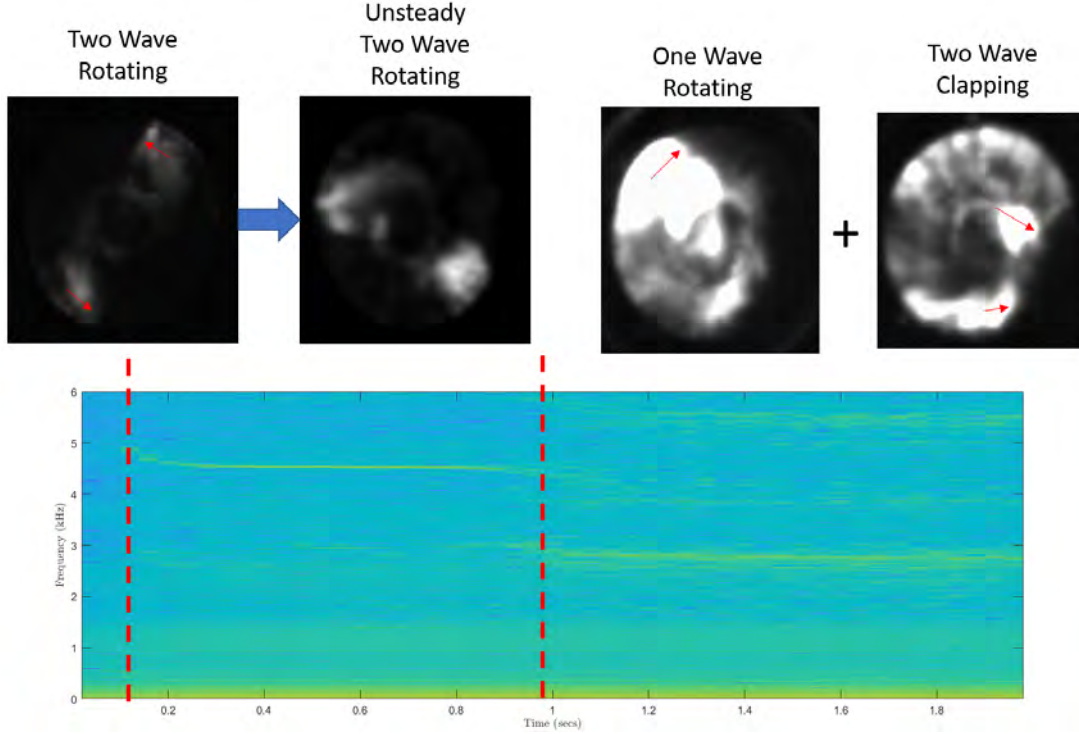 Two Wave
Rotating
Unsteady
Two Wave
Rotating
One Wave
Rotating
Two Wave
Clapping
+
6
5
4
3
2
1
0
Frequency (kHz)
0.2
0.4
0.6
0.8
1
1.2
1.4
1.6
1.8
Time (secs)